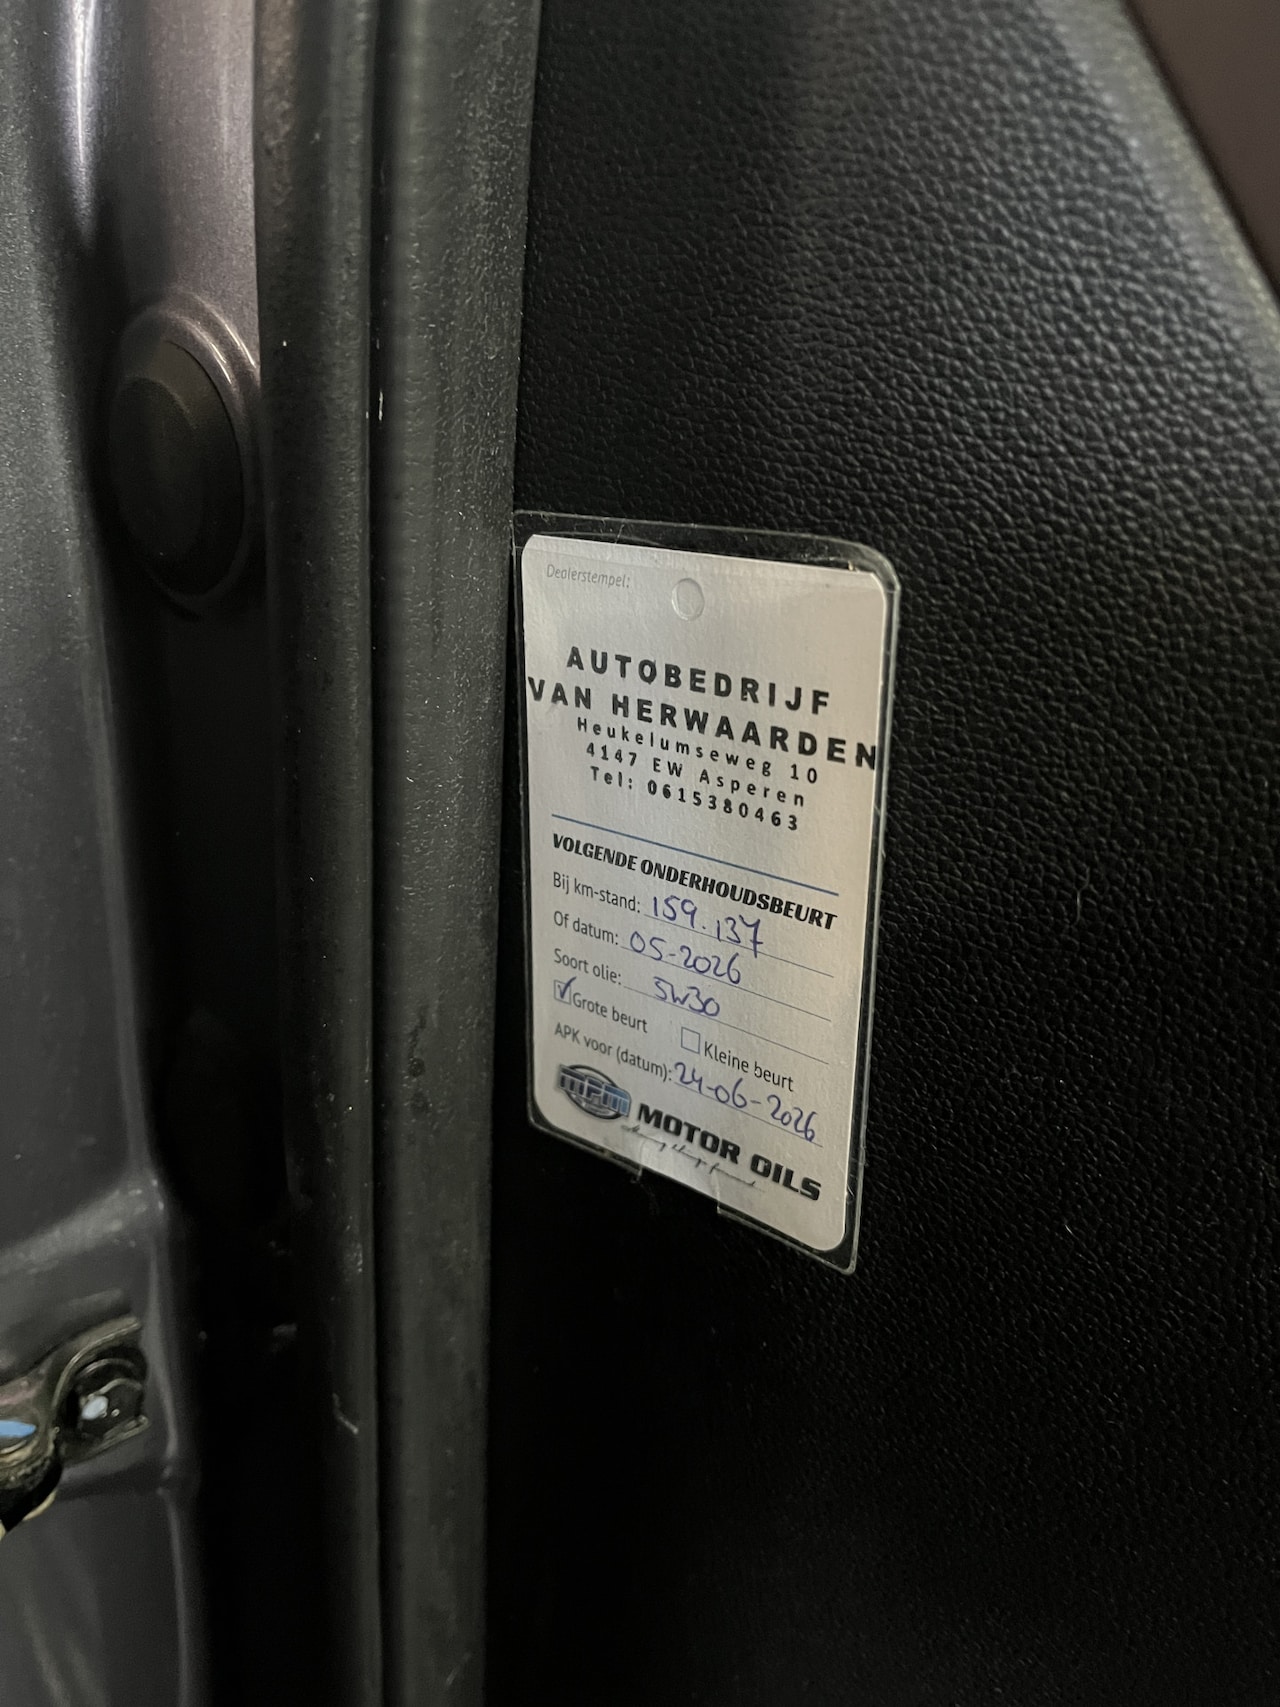 Dealerstempel:
AUTOBEDRIJF
VAN HERWAARDEN
Heukelumseweg 10
4147 EW Asperen
Tel: 0615380463
VOLGENDE ONDERHOUDSBEURT
Bij km-stand: 159.137
Of datum: 05-2026
Soort olie: 5W30
Grote beurt Kleine beurt
APK voor (datum): 24-06-2026
MPM MOTOR OILS